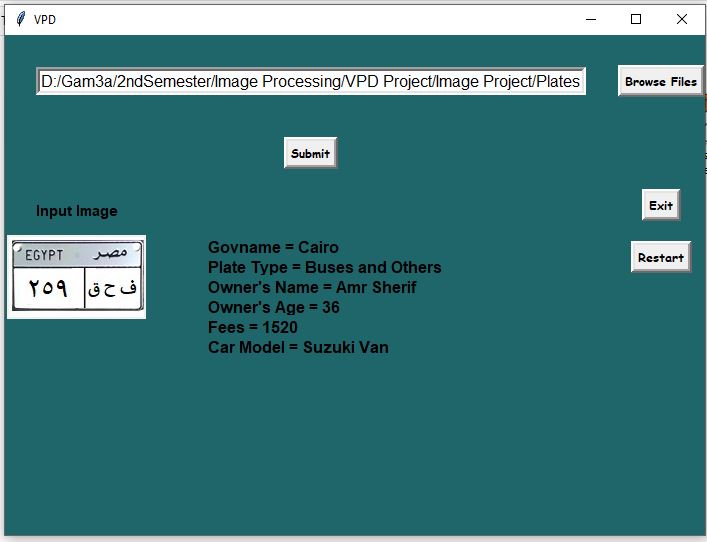 VPD
D:/Gam3a/2ndSemester/Image Processing/VPD Project/Image Project/Plates
Browse Files
Submit
Input Image
Exit
EGYPT مصر
٢٥٩ ف ح ق
Restart
Govname = Cairo
Plate Type = Buses and Others
Owner's Name = Amr Sherif
Owner's Age = 36
Fees = 1520
Car Model = Suzuki Van